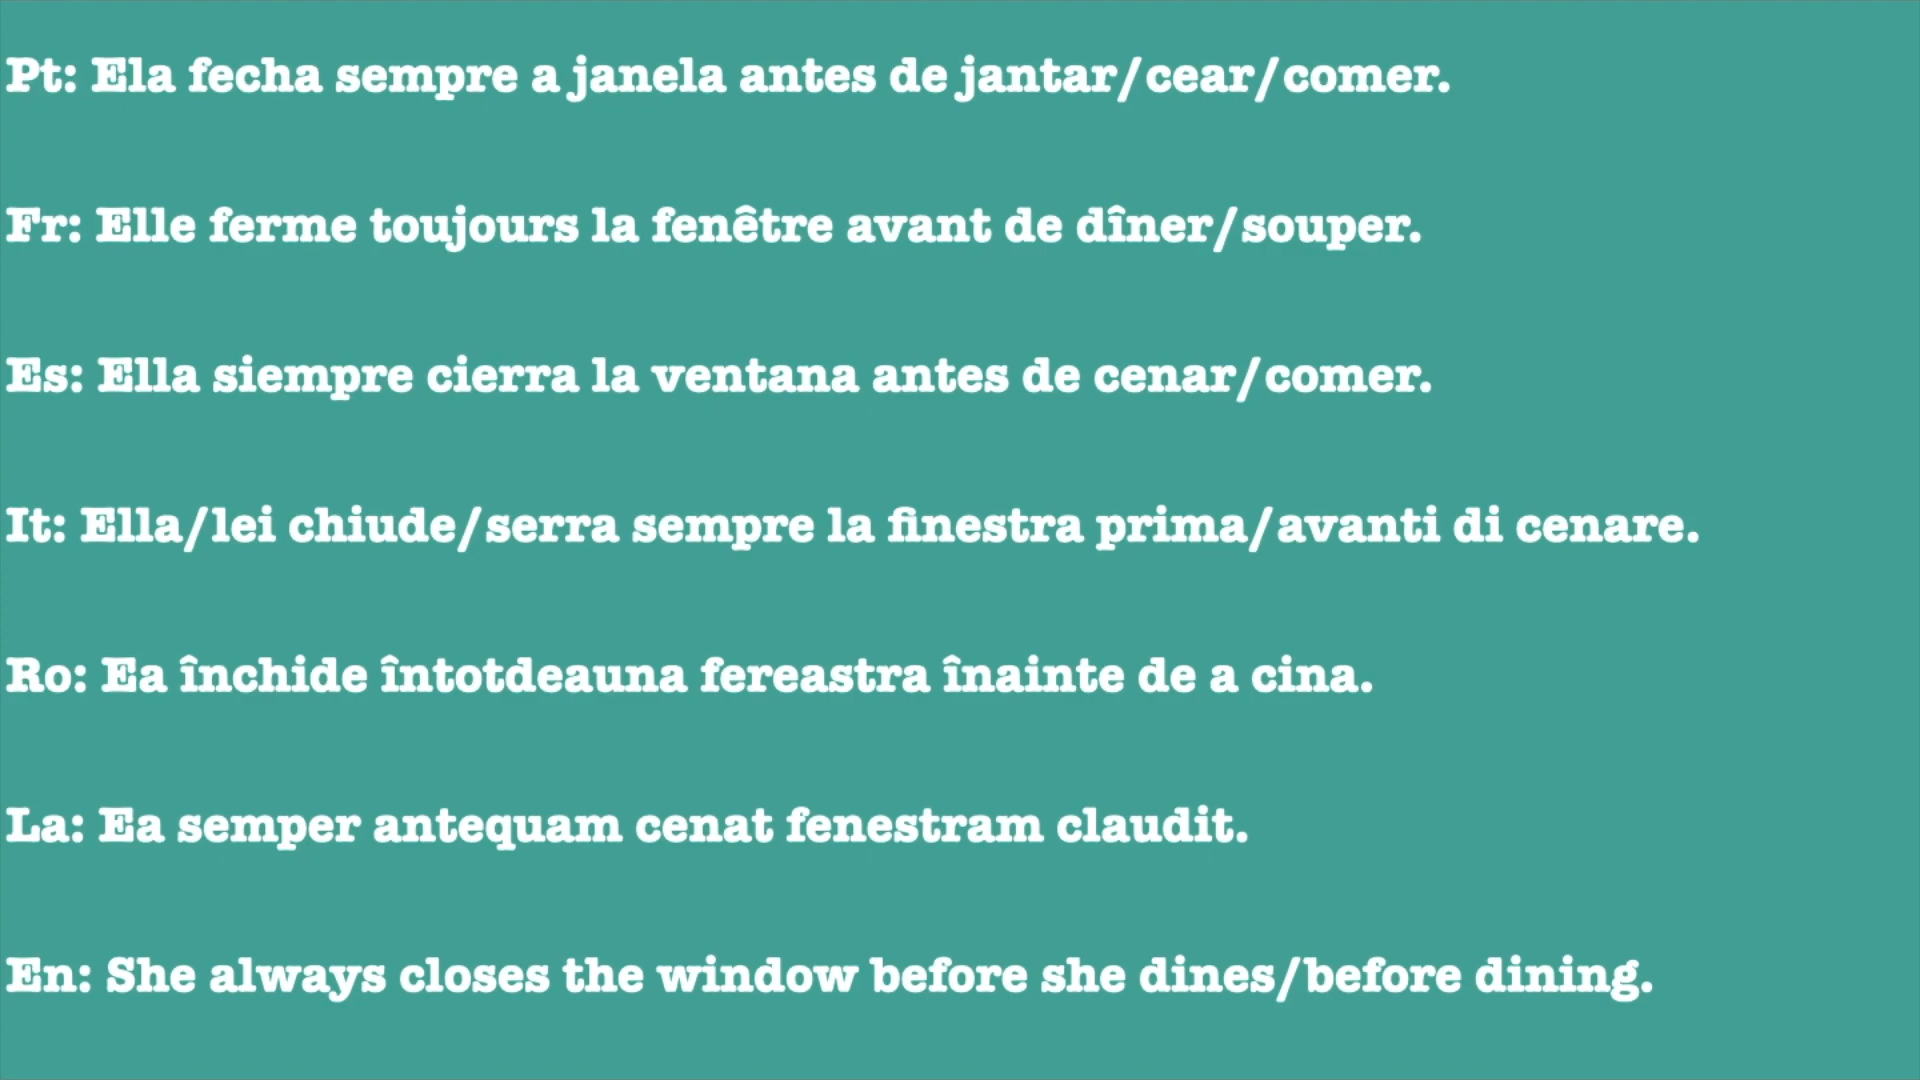 Pt: Ela fecha sempre a janela antes de jantar/cear/comer.
Fr: Elle ferme toujours la fenêtre avant de dîner/souper.
Es: Ella siempre cierra la ventana antes de cenar/comer.
It: Ella/lei chiude/serra sempre la finestra prima/avanti di cenare.
Ro: Ea închide întotdeauna fereastra înainte de a cina.
La: Ea semper antequam cenat fenestram claudit.
En: She always closes the window before she dines/before dining.